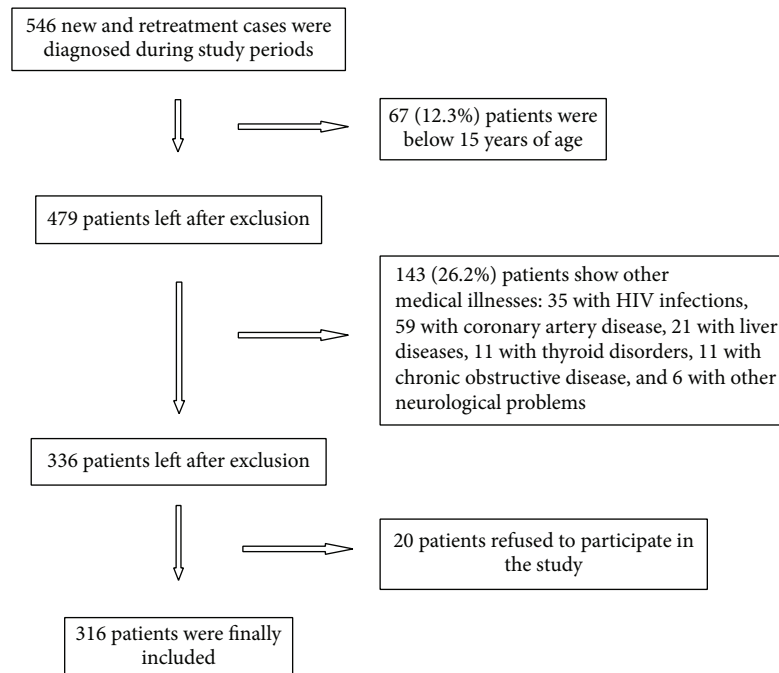 546 new and retreatment cases were
diagnosed during study periods
67 (12.3%) patients were
below 15 years of age
479 patients left after exclusion
143 (26.2%) patients show other
medical illnesses: 35 with HIV infections,
59 with coronary artery disease, 21 with liver
diseases, 11 with thyroid disorders, 11 with
chronic obstructive disease, and 6 with other
neurological problems
336 patients left after exclusion
20 patients refused to participate in
the study
316 patients were finally
included